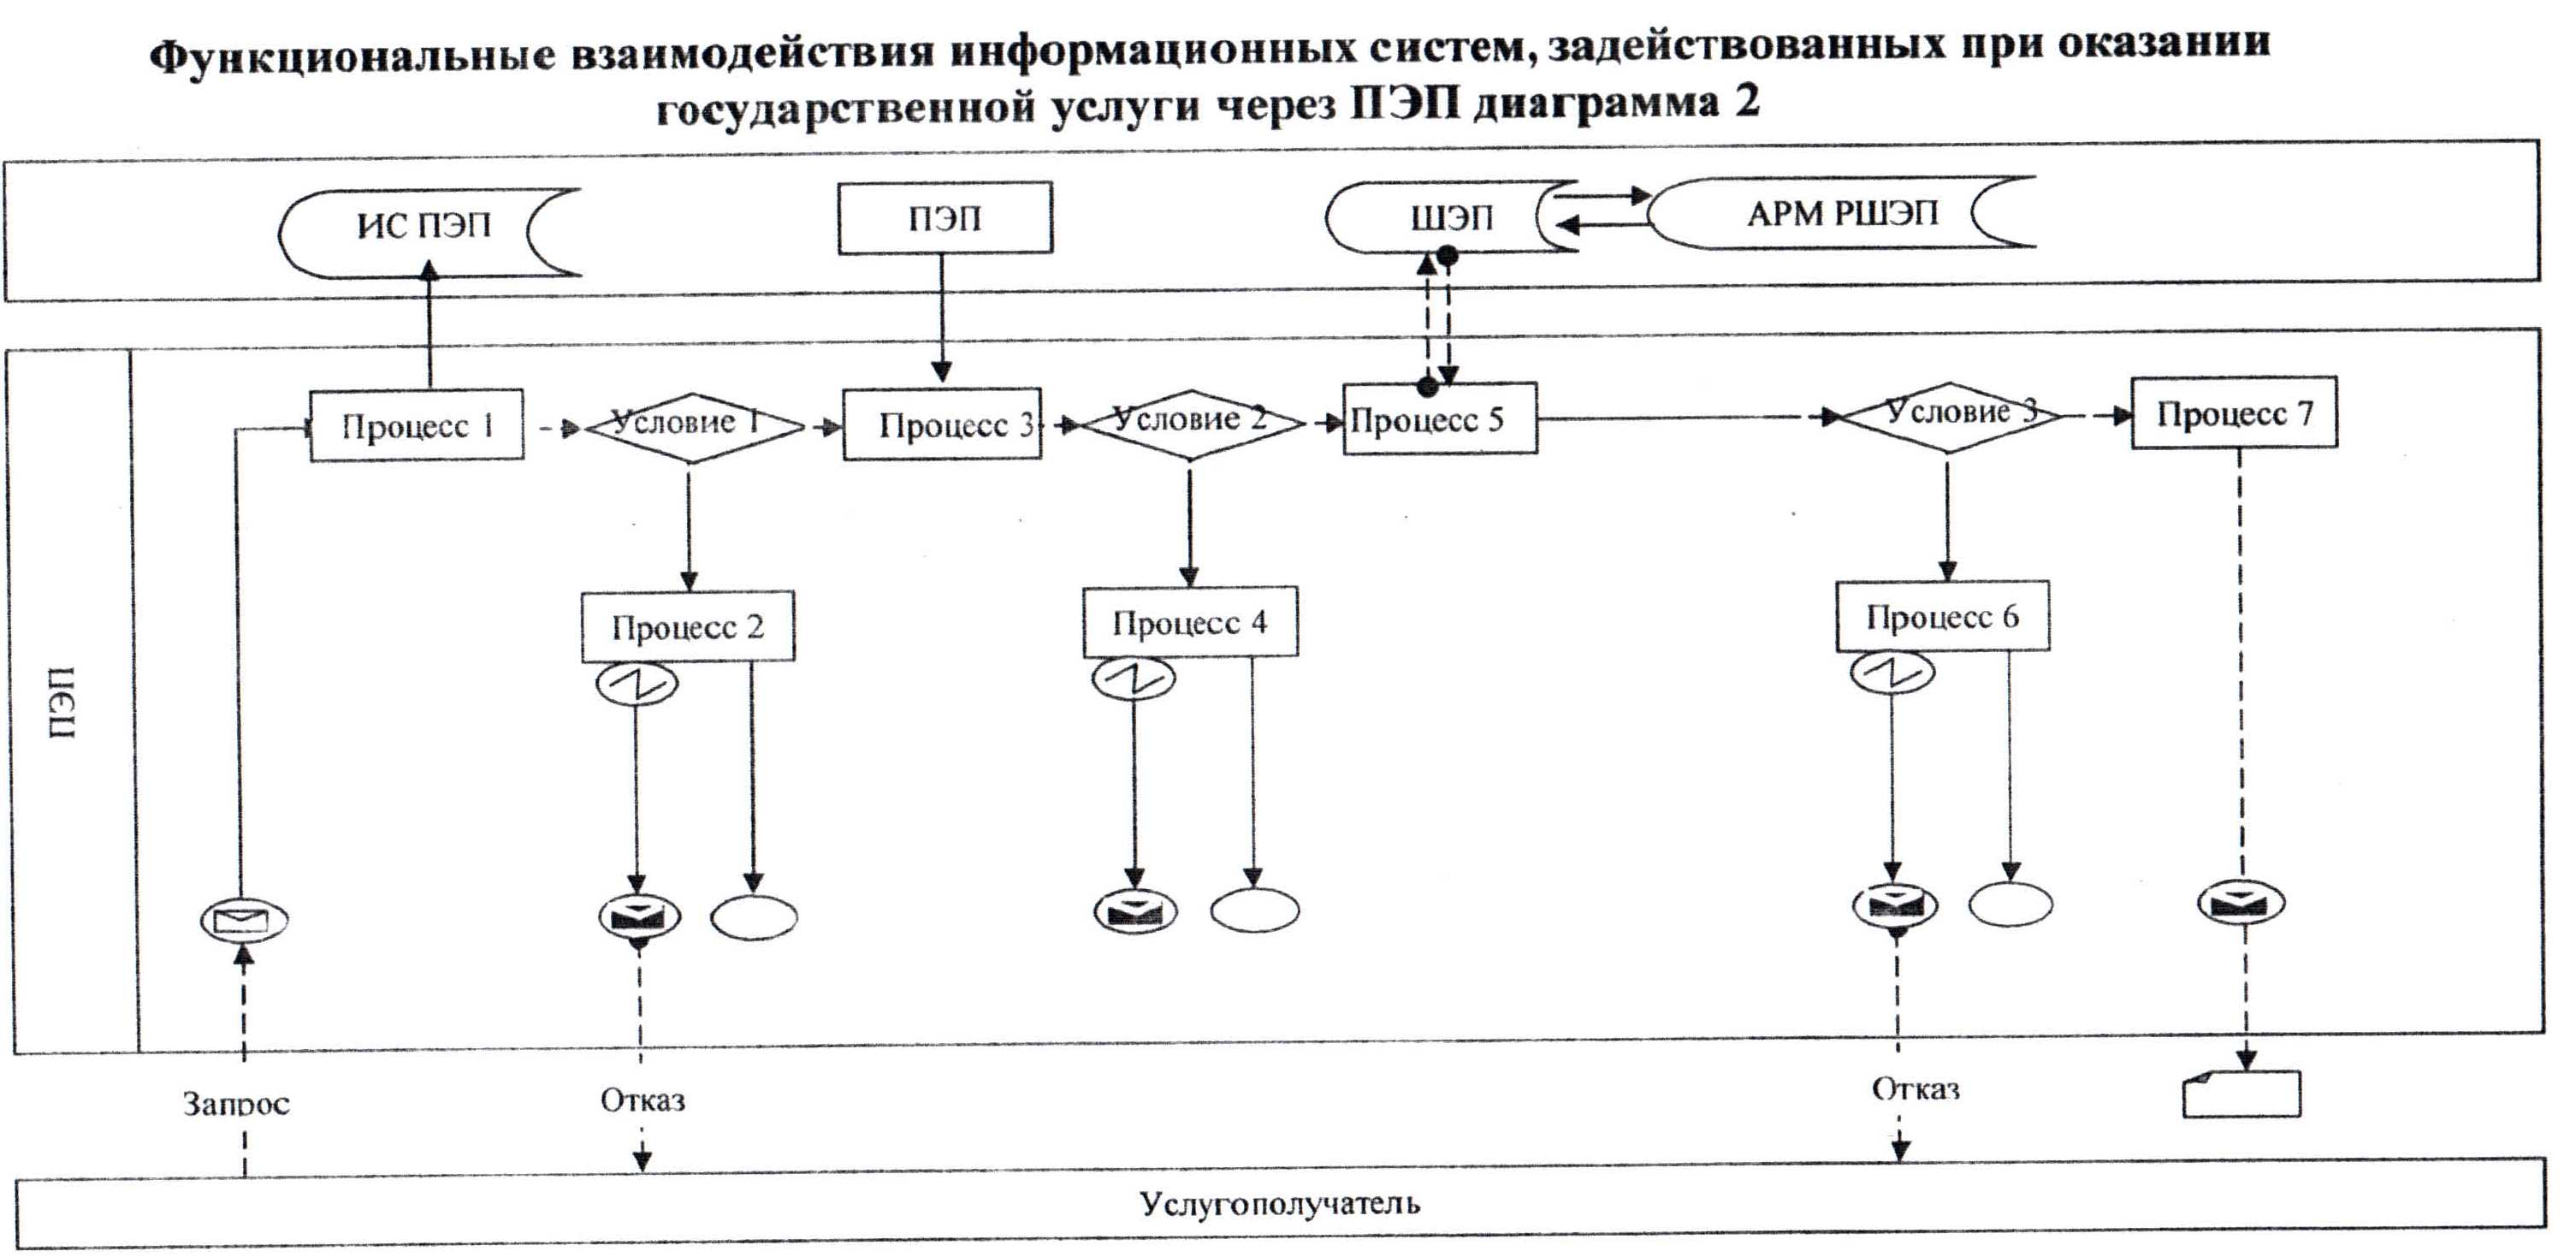 Функциональные взаимодействия информационных систем, задействованных при оказании
государственной услуги через ПЭП диаграмма 2
ИС ПЭП
ПЭП
ШЭП
АРМ РШЭП
Процесс 1
Условие 1
Процесс 3
Условие 2
Процесс 5
Условие 3
Процесс 7
Процесс 2
Процесс 4
Процесс 6
ПЭП
Запрос
Отказ
Отказ
Услугополучатель